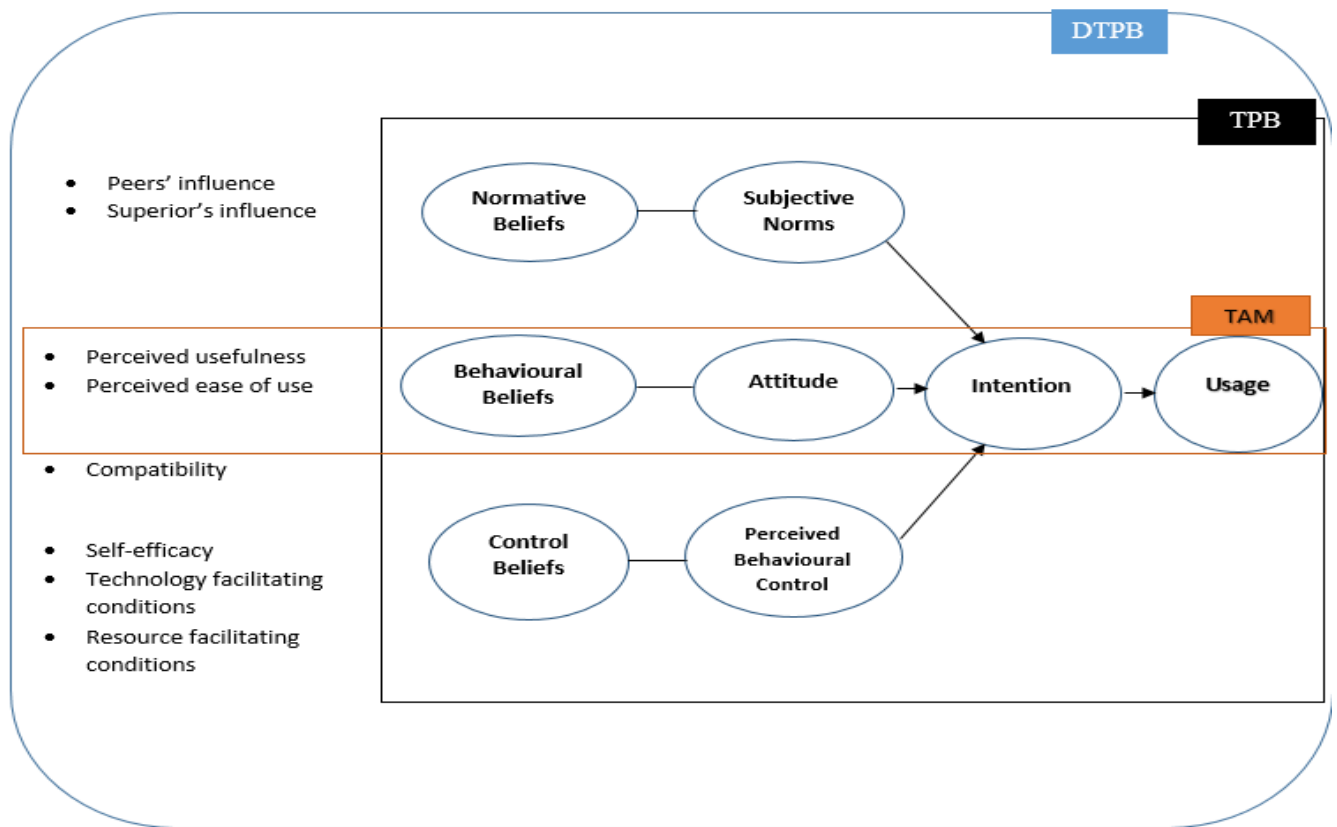 DTPB
TPB
• Peers’ influence
• Superior’s influence
Normative
Beliefs
Subjective
Norms
TAM
• Perceived usefulness
• Perceived ease of use
Behavioural
Beliefs
Attitude
Intention
Usage
• Compatibility
• Self-efficacy
• Technology facilitating
conditions
• Resource facilitating
conditions
Control
Beliefs
Perceived
Behavioural
Control